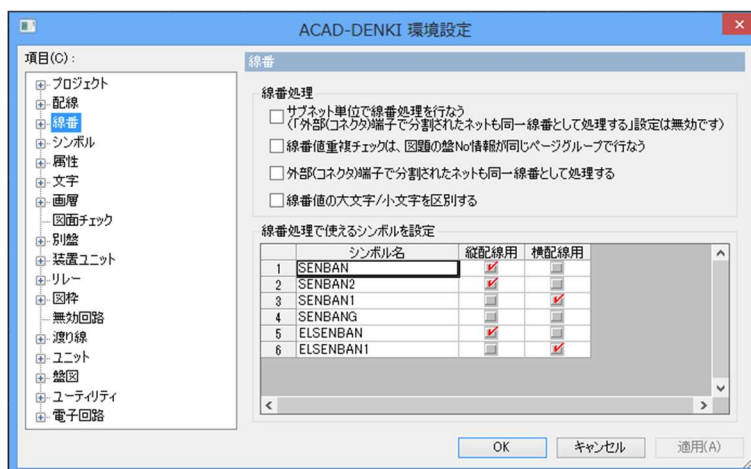 ACAD-DENKI 環境設定
項目(C):
プロジェクト
配線
線番
シンボル
属性
文字
画層
図面チェック
別盤
装置ユニット
リレー
図枠
無効回路
渡り線
ユニット
盤図
ユーティリティ
電子回路
線番
線番処理
サブネット単位で線番処理を行なう
(「外部(コネクタ)端子で分割されたネットも同一線番として処理する」設定は無効です)
線番値重複チェックは、図題の盤No情報が同じページグループで行なう
外部(コネクタ)端子で分割されたネットも同一線番として処理する
線番値の大文字/小文字を区別する
線番処理で使えるシンボルを設定
シンボル名 縦配線用 横配線用
1 SENBAN
2 SENBAN2
3 SENBAN1
4 SENBANG
5 ELSENBAN
6 ELSENBAN1
OK キャンセル 適用(A)